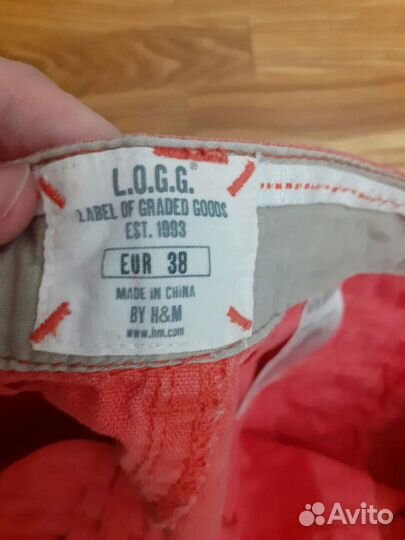 L.O.G.G.®
LABEL OF GRADED GOODS
EST. 1993
EUR 38
MADE IN CHINA
BY H&M
www.hm.com
Avito